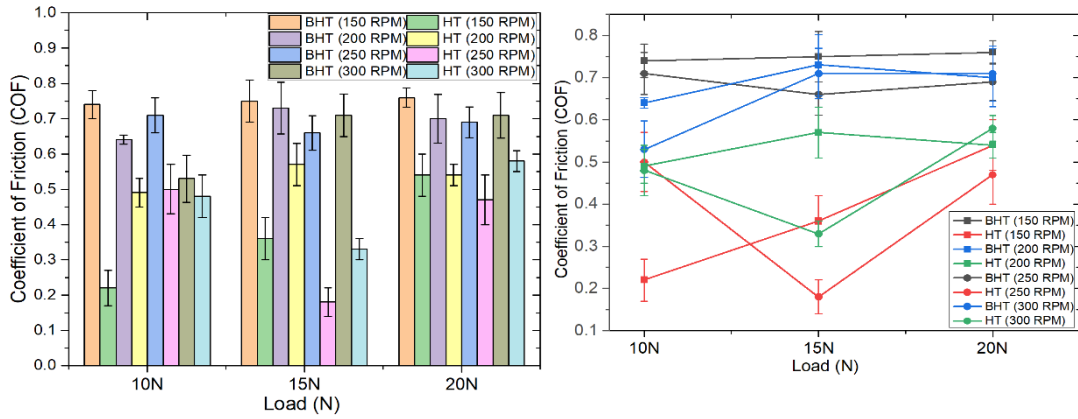 1.0
0.9
0.8
0.7
0.6
0.5
0.4
0.3
0.2
0.1
0.0
Coefficient of Friction (COF)
BHT (150 RPM) HT (150 RPM)
BHT (200 RPM) HT (200 RPM)
BHT (250 RPM) HT (250 RPM)
BHT (300 RPM) HT (300 RPM)
10N 15N 20N
Load (N)
0.8
0.7
0.6
0.5
0.4
0.3
0.2
0.1
Coefficient of Friction (COF)
BHT (150 RPM)
HT (150 RPM)
BHT (200 RPM)
HT (200 RPM)
BHT (250 RPM)
HT (250 RPM)
BHT (300 RPM)
HT (300 RPM)
10N 15N 20N
Load (N)